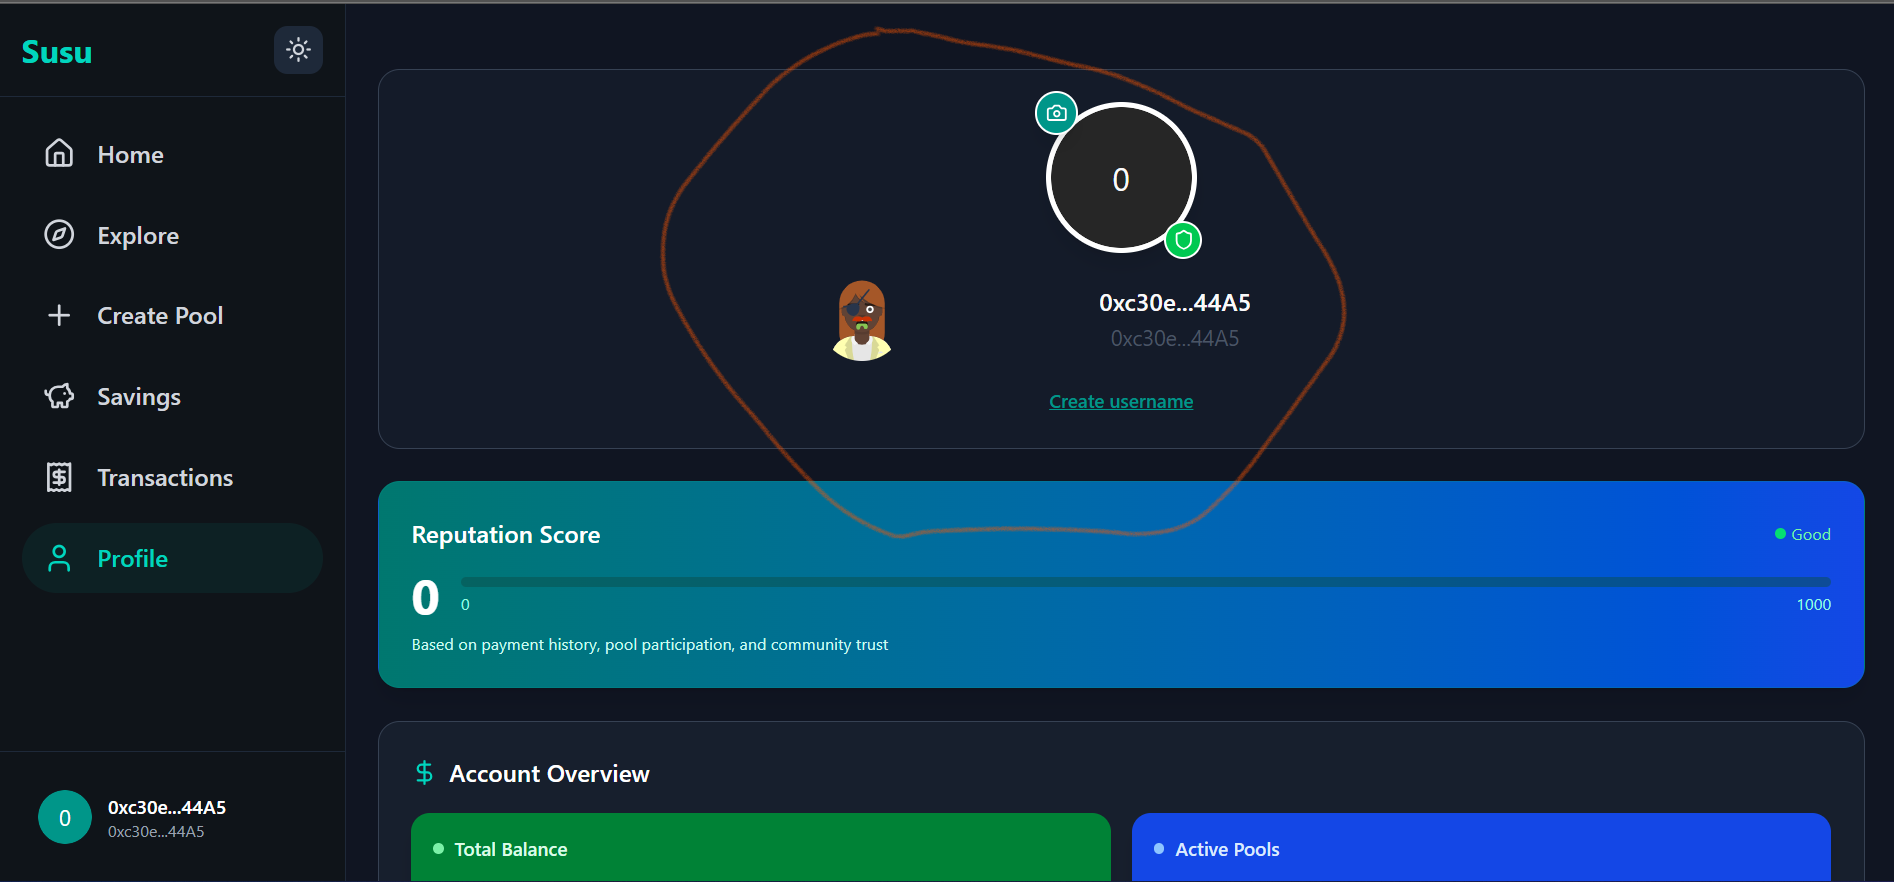 Susu
Home
Explore
Create Pool
Savings
Transactions
Profile
0
0xc30e...44A5
0xc30e...44A5
0
0xc30e...44A5
0xc30e...44A5
Create username
Reputation Score
Good
0
0
1000
Based on payment history, pool participation, and community trust
Account Overview
Total Balance
Active Pools